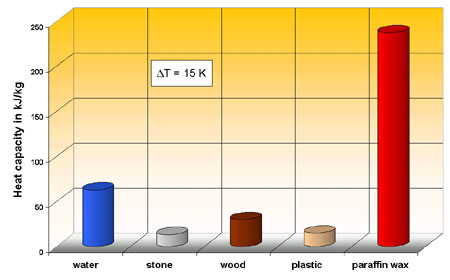 Heat capacity in kJ/kg
250
200
150
100
50
0
ΔT = 15 K
water
stone
wood
plastic
paraffin wax